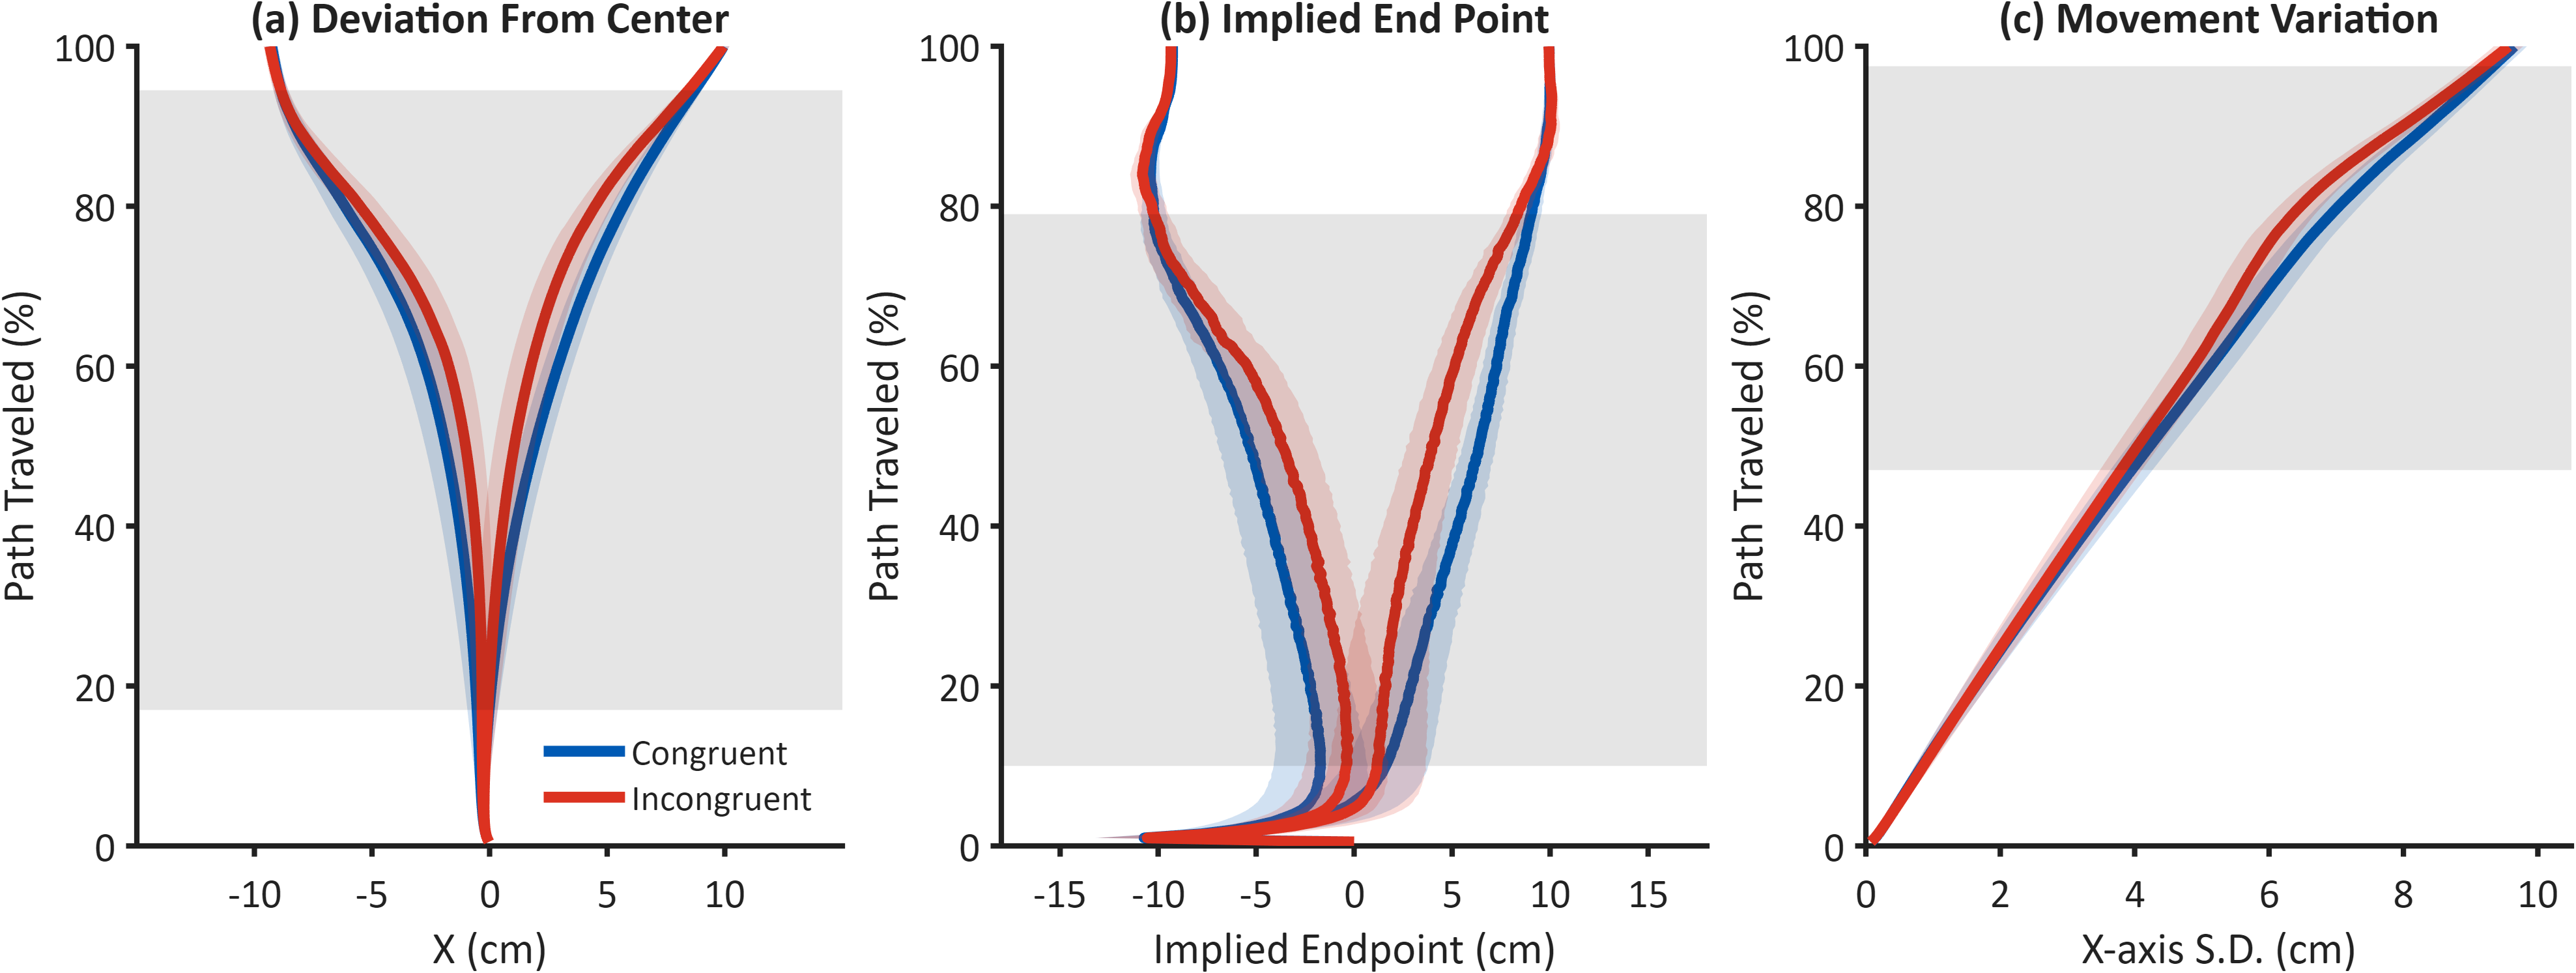 (a) Deviation From Center
100
80
60
40
20
0
Path Traveled (%)
-10 -5 0 5 10
X (cm)
Congruent
Incongruent
(b) Implied End Point
100
80
60
40
20
0
Path Traveled (%)
-15 -10 -5 0 5 10 15
Implied Endpoint (cm)
(c) Movement Variation
100
80
60
40
20
0
Path Traveled (%)
0 2 4 6 8 10
X-axis S.D. (cm)